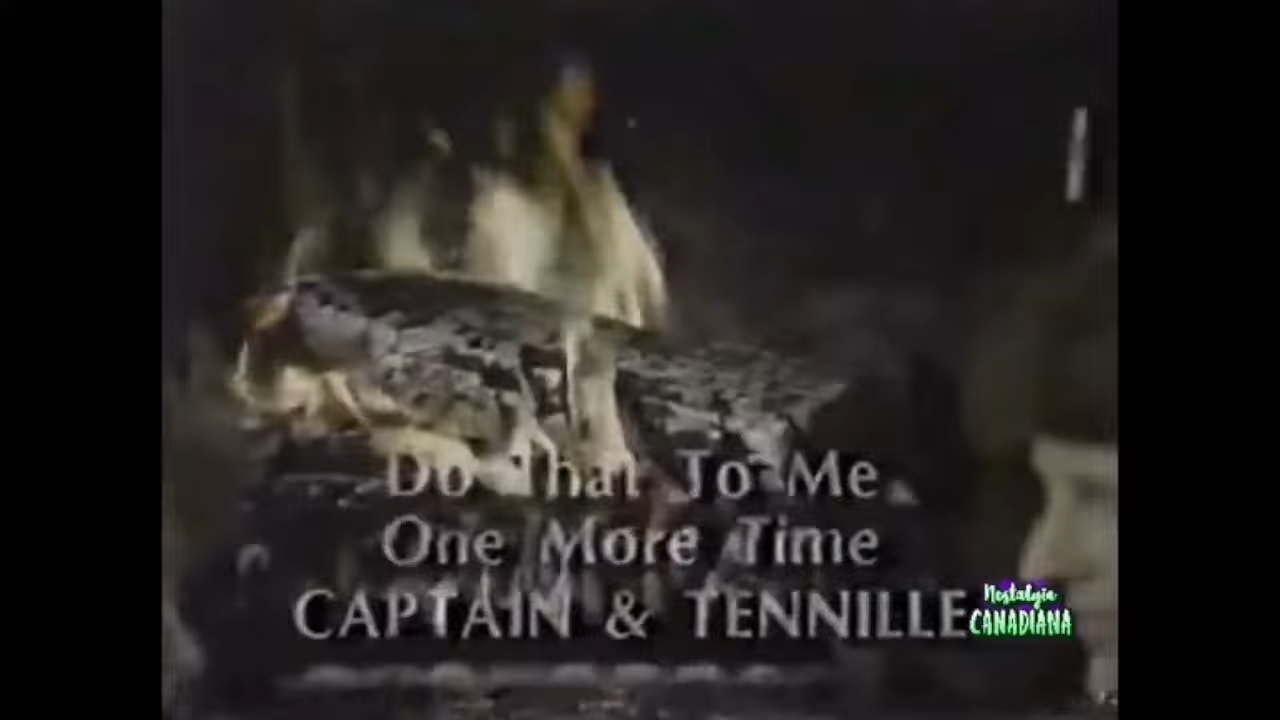 Do That To Me
One More Time
CAPTAIN & TENNILLE
Nostalgia
CANADIANA